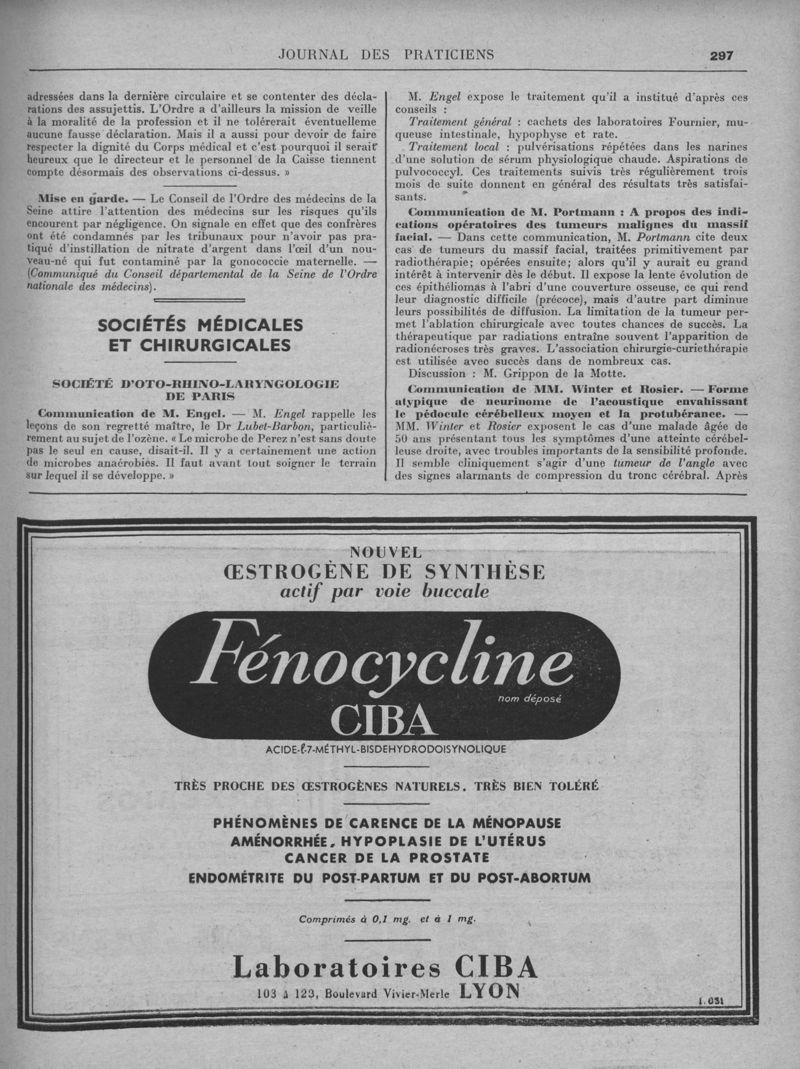 JOURNAL DES PRATICIENS
297
adressées dans la dernière circulaire et se contenter des décla-
rations des assujettis. L'Ordre a d'ailleurs la mission de veille
à la moralité de la profession et il ne tolérerait éventuelleme
aucune fausse déclaration. Mais il a aussi pour devoir de faire
respecter la dignité du Corps médical et c'est pourquoi il serait
heureux que le directeur et le personnel de la Caisse tiennent
compte désormais des observations ci-dessus. »
Mise en garde. — Le Conseil de l'Ordre des médecins de la
Seine attire l'attention des médecins sur les risques qu'ils
encourent par négligence. On signale en effet que des confrères
ont été condamnés par les tribunaux pour n'avoir pas pra-
tiqué d'instillation de nitrate d'argent dans l'œil d'un nou-
veau-né qui fut contaminé par la gonococcie maternelle. —
(Communiqué du Conseil départemental de la Seine de l'Ordre
nationale des médecins).
SOCIÉTÉS MÉDICALES
ET CHIRURGICALES
SOCIÉTÉ D'OTO-RHINO-LARYNGOLOGIE
DE PARIS
Communication de M. Engel. — M. Engel rappelle les
leçons de son regretté maître, le Dr Lubet-Barbon, particuliè-
rement au sujet de l'ozène. « Le microbe de Perez n'est sans doute
pas le seul en cause, disait-il. Il y a certainement une action
de microbes anaérobies. Il faut avant tout soigner le terrain
sur lequel il se développe. »
M. Engel expose le traitement qu'il a institué d'après ces
conseils :
Traitement général : cachets des laboratoires Fournier, mu-
queuse intestinale, hypophyse et rate.
Traitement local : pulvérisations répétées dans les narines
d'une solution de sérum physiologique chaude. Aspirations de
pulvococcyl. Ces traitements suivis très régulièrement trois
mois de suite donnent en général des résultats très satisfai-
sants.
Communication de M. Portmann : A propos des indi-
cations opératoires des tumeurs malignes du massif
facial. — Dans cette communication, M. Portmann cite deux
cas de tumeurs du massif facial, traitées primitivement par
radiothérapie; opérées ensuite; alors qu'il y aurait eu grand
intérêt à intervenir dès le début. Il expose la lente évolution de
ces épithéliomas à l'abri d'une couverture osseuse, ce qui rend
leur diagnostic difficile (précoce), mais d'autre part diminue
leurs possibilités de diffusion. La limitation de la tumeur per-
met l'ablation chirurgicale avec toutes chances de succès. La
thérapeutique par radiations entraîne souvent l'apparition de
radionécroses très graves. L'association chirurgie-curiethérapie
est utilisée avec succès dans de nombreux cas.
Discussion : M. Grippon de la Motte.
Communication de MM. Winter et Rosier. — Forme
atypique de neurinome de l'acoustique envahissant
le pédocule cérébelleux moyen et la protubérance. —
MM. Winter et Rosier exposent le cas d'une malade âgée de
50 ans présentant tous les symptômes d'une atteinte cérébel-
leuse droite, avec troubles importants de la sensibilité profonde.
Il semble cliniquement s'agir d'une tumeur de l'angle avec
des signes alarmants de compression du tronc cérébral. Après
NOUVEL
ŒSTROGÈNE DE SYNTHÈSE
actif par voie buccale
Fénocycline
nom déposé
CIBA
ACIDE-ℓ-7-MÉTHYL-BISDEHYDRODOISYNOLIQUE
TRÈS PROCHE DES ŒSTROGÈNES NATURELS. TRÈS BIEN TOLÉRÉ
PHÉNOMÈNES DE CARENCE DE LA MÉNOPAUSE
AMÉNORRHÉE, HYPOPLASIE DE L'UTÉRUS
CANCER DE LA PROSTATE
ENDOMÉTRITE DU POST-PARTUM ET DU POST-ABORTUM
Comprimés à 0,1 mg. et à 1 mg.
Laboratoires CIBA
103 à 123, Boulevard Vivier-Merle LYON
1.051